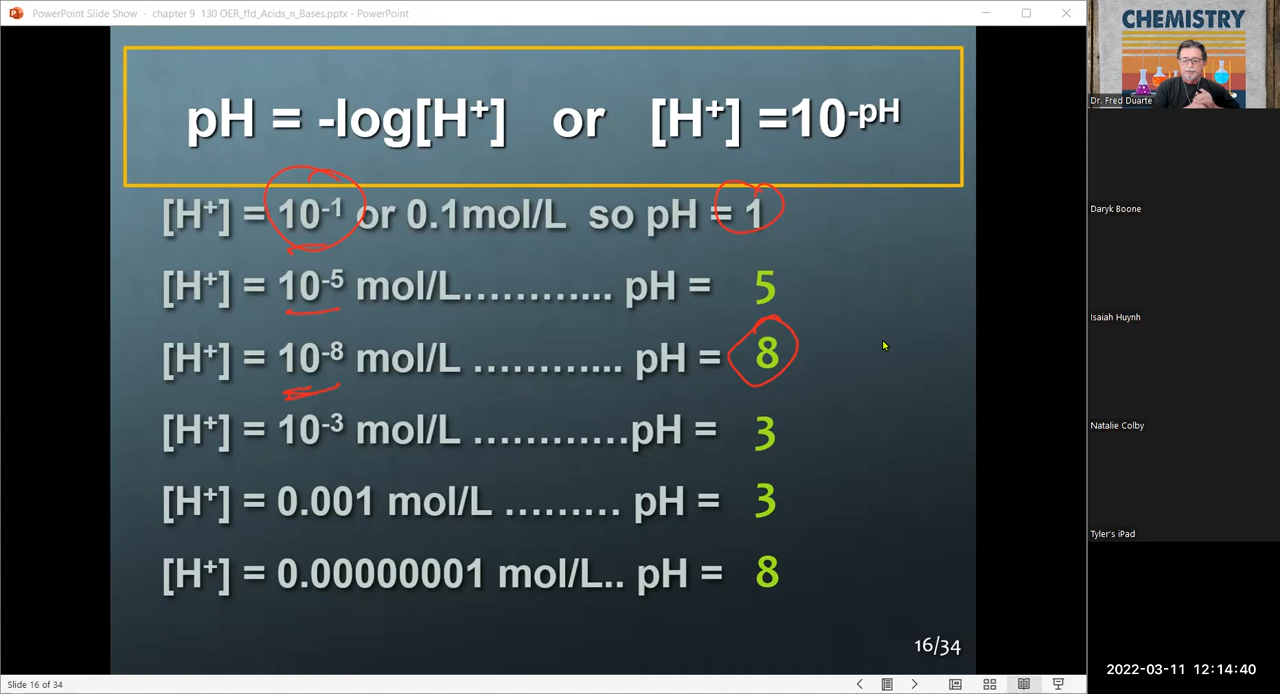 PowerPoint Slide Show - chapter 9 130 OER_ffd_Acids_n_Bases.pptx - PowerPoint
CHEMISTRY
Dr. Fred Duarte
pH = -log[H⁺] or [H⁺] =10⁻ᵖᴴ
[H⁺] = 10⁻¹ or 0.1mol/L so pH = 1
[H⁺] = 10⁻⁵ mol/L………... pH = 5
[H⁺] = 10⁻⁸ mol/L ………... pH = 8
[H⁺] = 10⁻³ mol/L …………pH = 3
[H⁺] = 0.001 mol/L ……… pH = 3
[H⁺] = 0.00000001 mol/L.. pH = 8
16/34
Daryk Boone
Isaiah Huynh
Natalie Colby
Tyler's iPad
Slide 16 of 34
2022-03-11 12:14:40